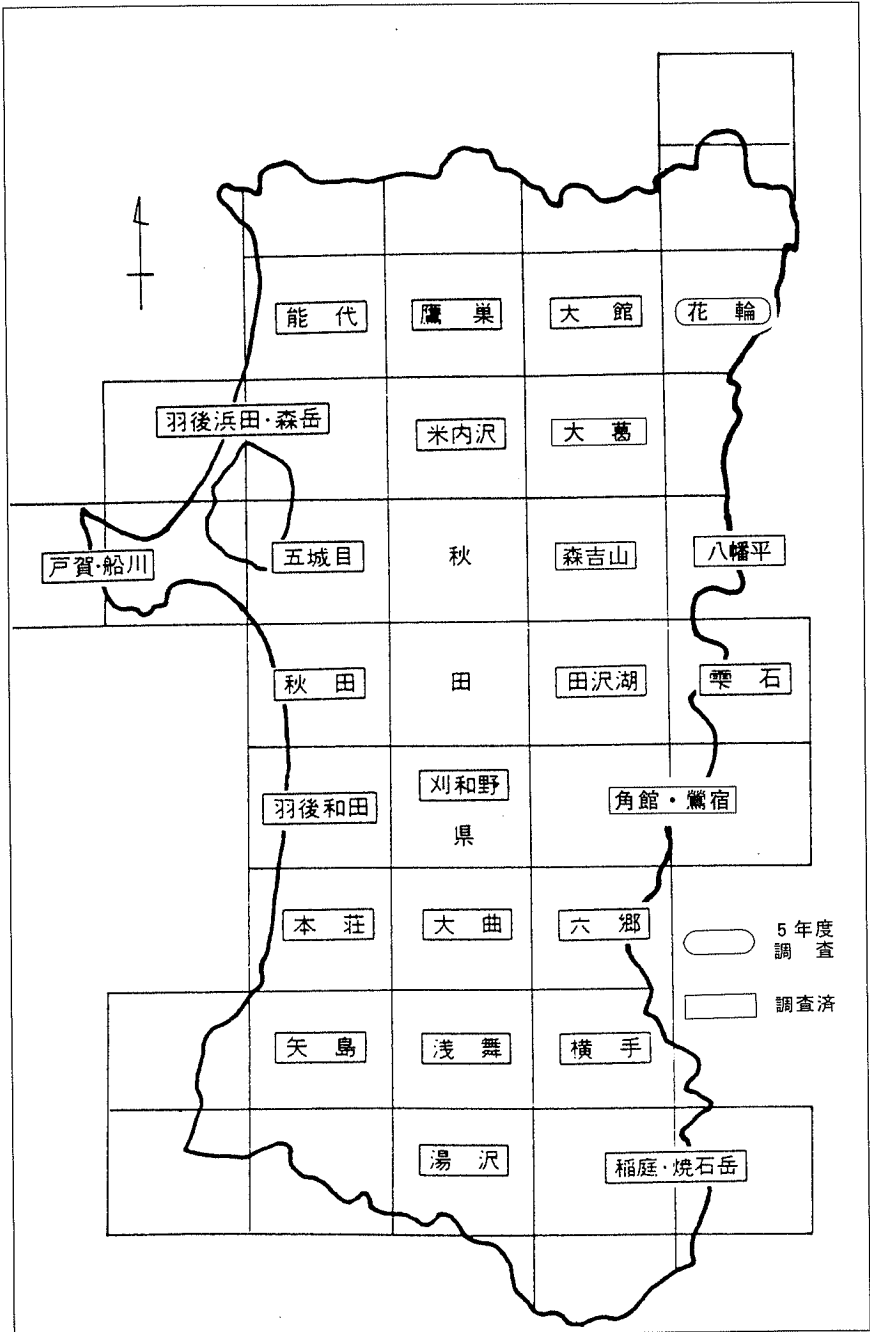 能代
鷹巣
大館
花輪
羽後浜田・森岳
米内沢
大葛
戸賀・船川
五城目
秋
森吉山
八幡平
秋田
田
田沢湖
雫石
羽後和田
刈和野
県
角館・鶯宿
本荘
大曲
六郷
5年度
調査
調査済
矢島
浅舞
横手
湯沢
稲庭・焼石岳